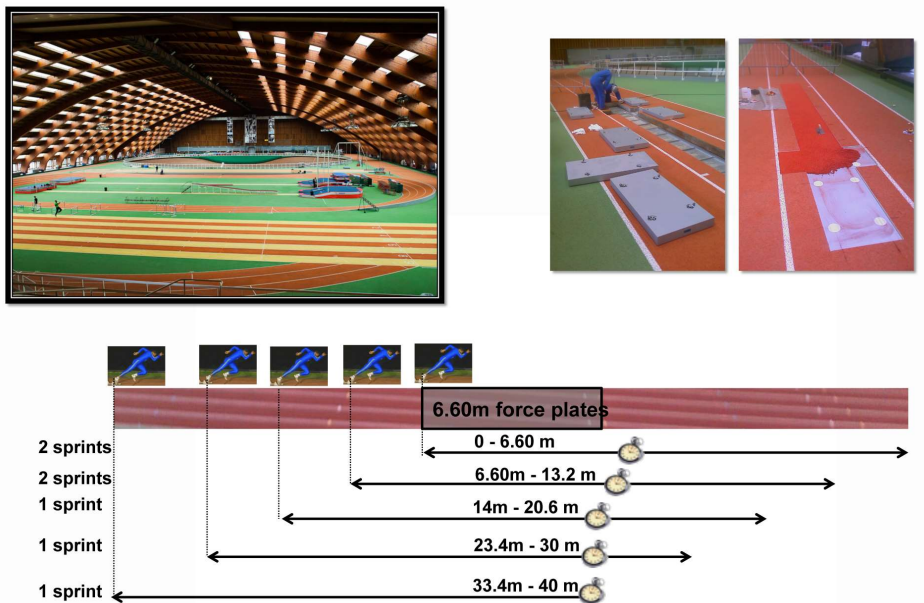 6.60m force plates
2 sprints
0 - 6.60 m
2 sprints
6.60m - 13.2 m
1 sprint
14m - 20.6 m
1 sprint
23.4m - 30 m
1 sprint
33.4m - 40 m